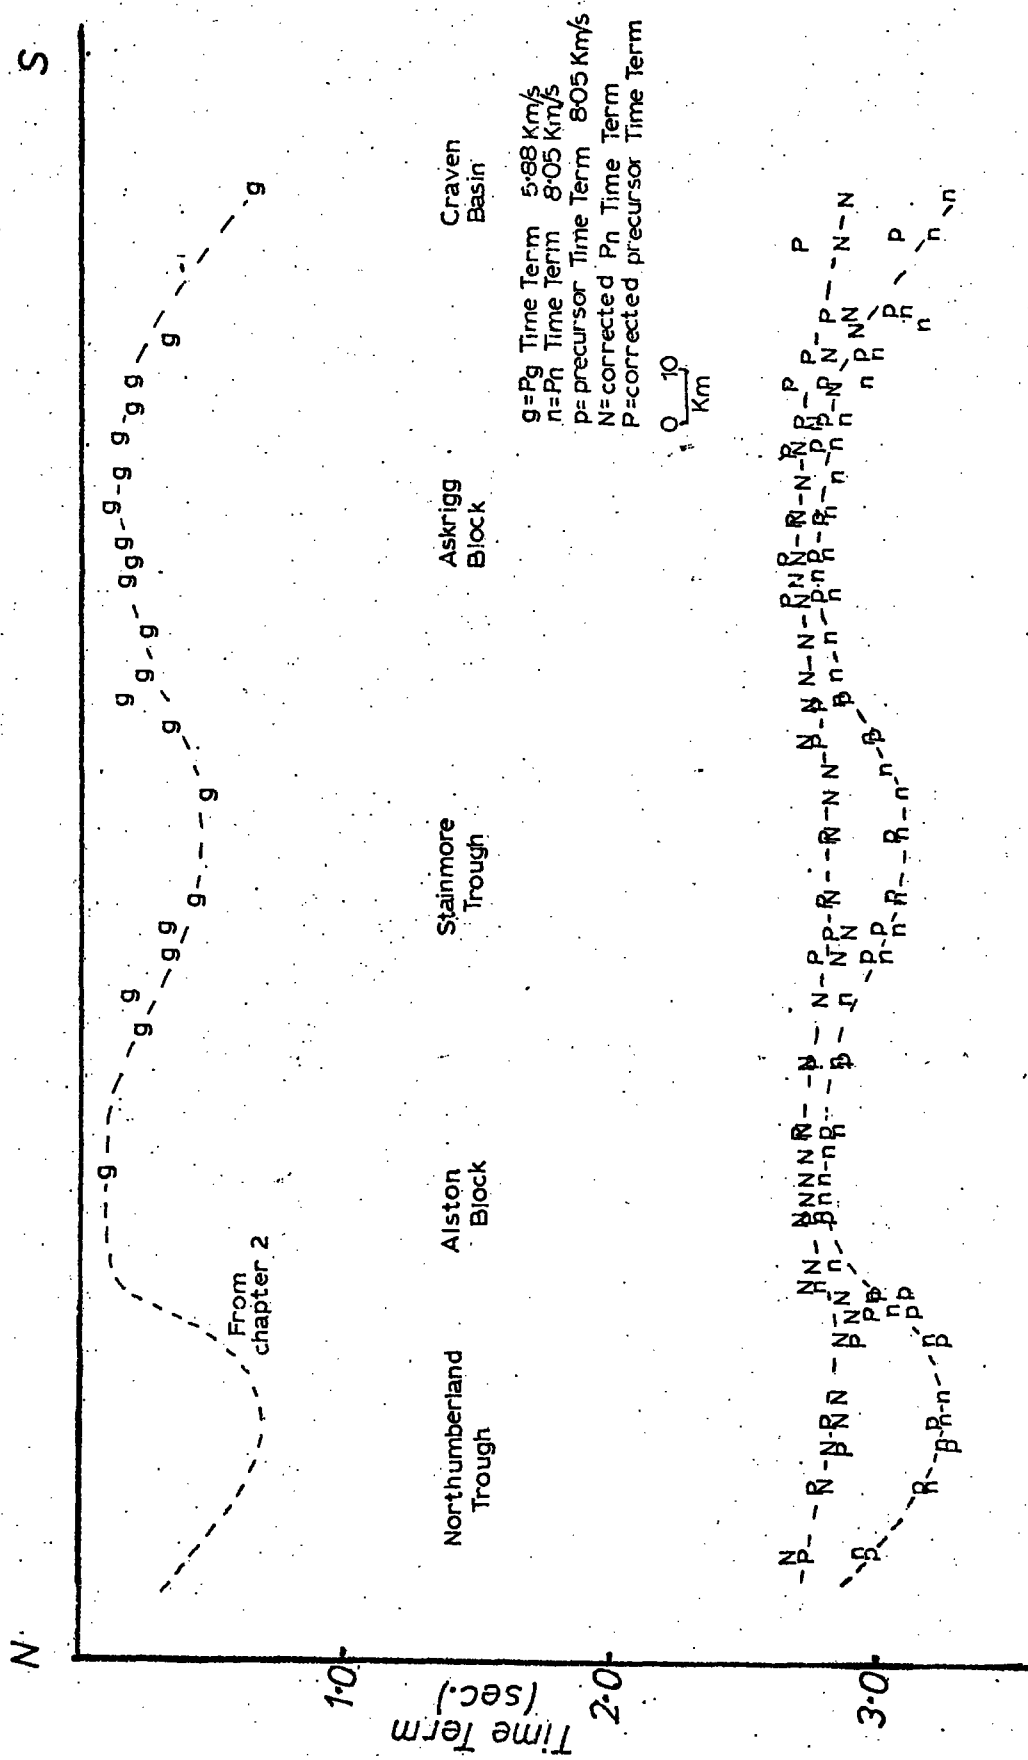 N
S
From
chapter 2
Northumberland
Trough
Alston
Block
Stainmore
Trough
Askrigg
Block
Craven
Basin
g=Pg Time Term 5·88 Km/s
n=Pn Time Term 8·05 Km/s
p=precursor Time Term 8·05 Km/s
N=corrected Pn Time Term
P=corrected precursor Time Term
0 10
Km
Time Term
(sec.)
1·0
2·0
3·0